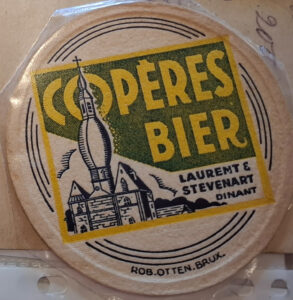 COPÈRES
BIER
LAURENT &
STEVENART
DINANT
ROB.OTTEN.BRUX.